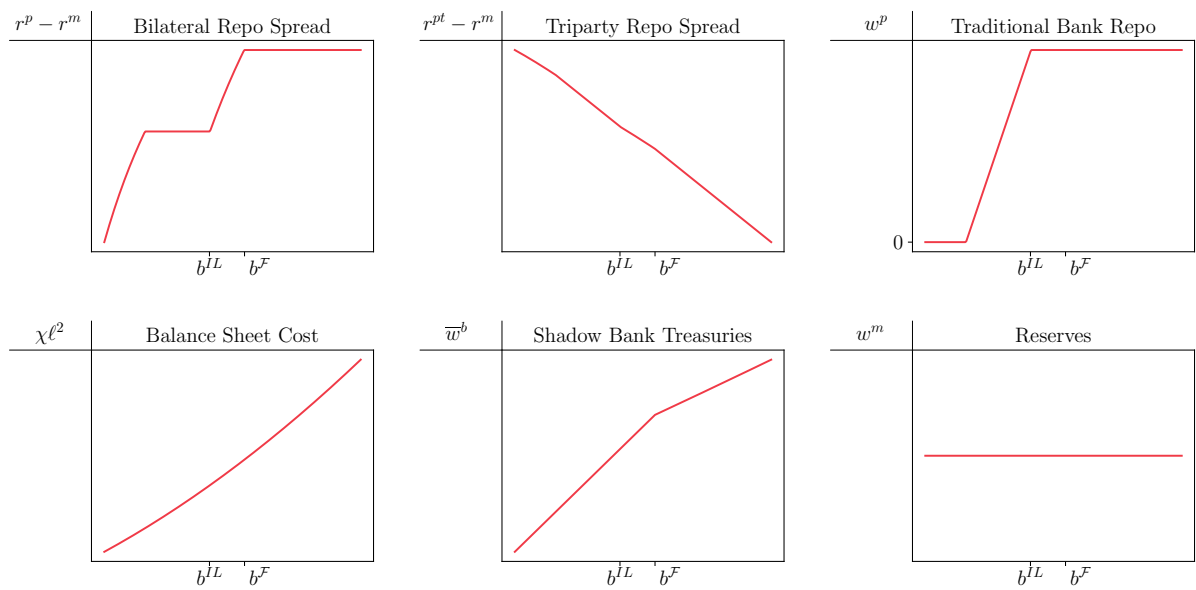 r^p − r^m Bilateral Repo Spread
b^{IL} b^ℱ
r^{pt} − r^m Triparty Repo Spread
b^{IL} b^ℱ
w^p Traditional Bank Repo
0
b^{IL} b^ℱ
χℓ² Balance Sheet Cost
b^{IL} b^ℱ
w̅^b Shadow Bank Treasuries
b^{IL} b^ℱ
w^m Reserves
b^{IL} b^ℱ